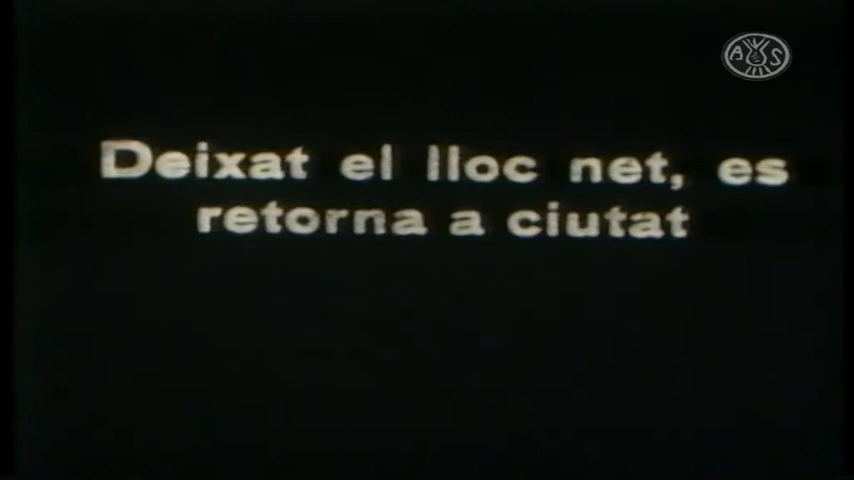 A S
Deixat el lloc net, es
retorna a ciutat